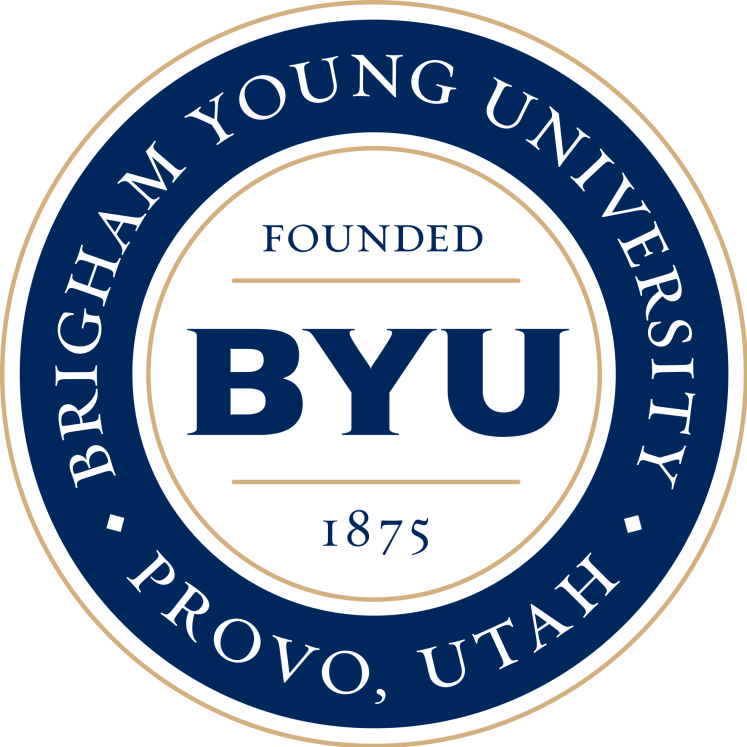 BRIGHAM YOUNG UNIVERSITY
FOUNDED
BYU
1875
PROVO, UTAH